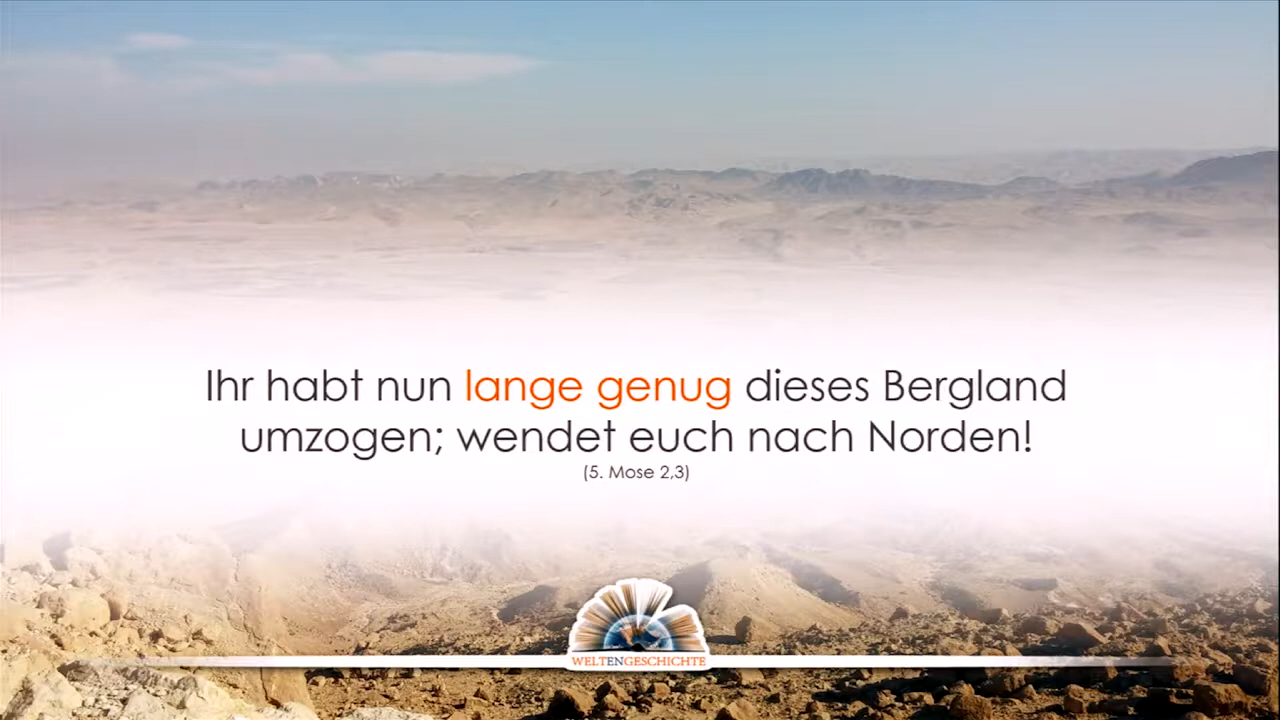 Ihr habt nun lange genug dieses Bergland
umzogen; wendet euch nach Norden!
(5. Mose 2,3)
WELTENGESCHICHTE